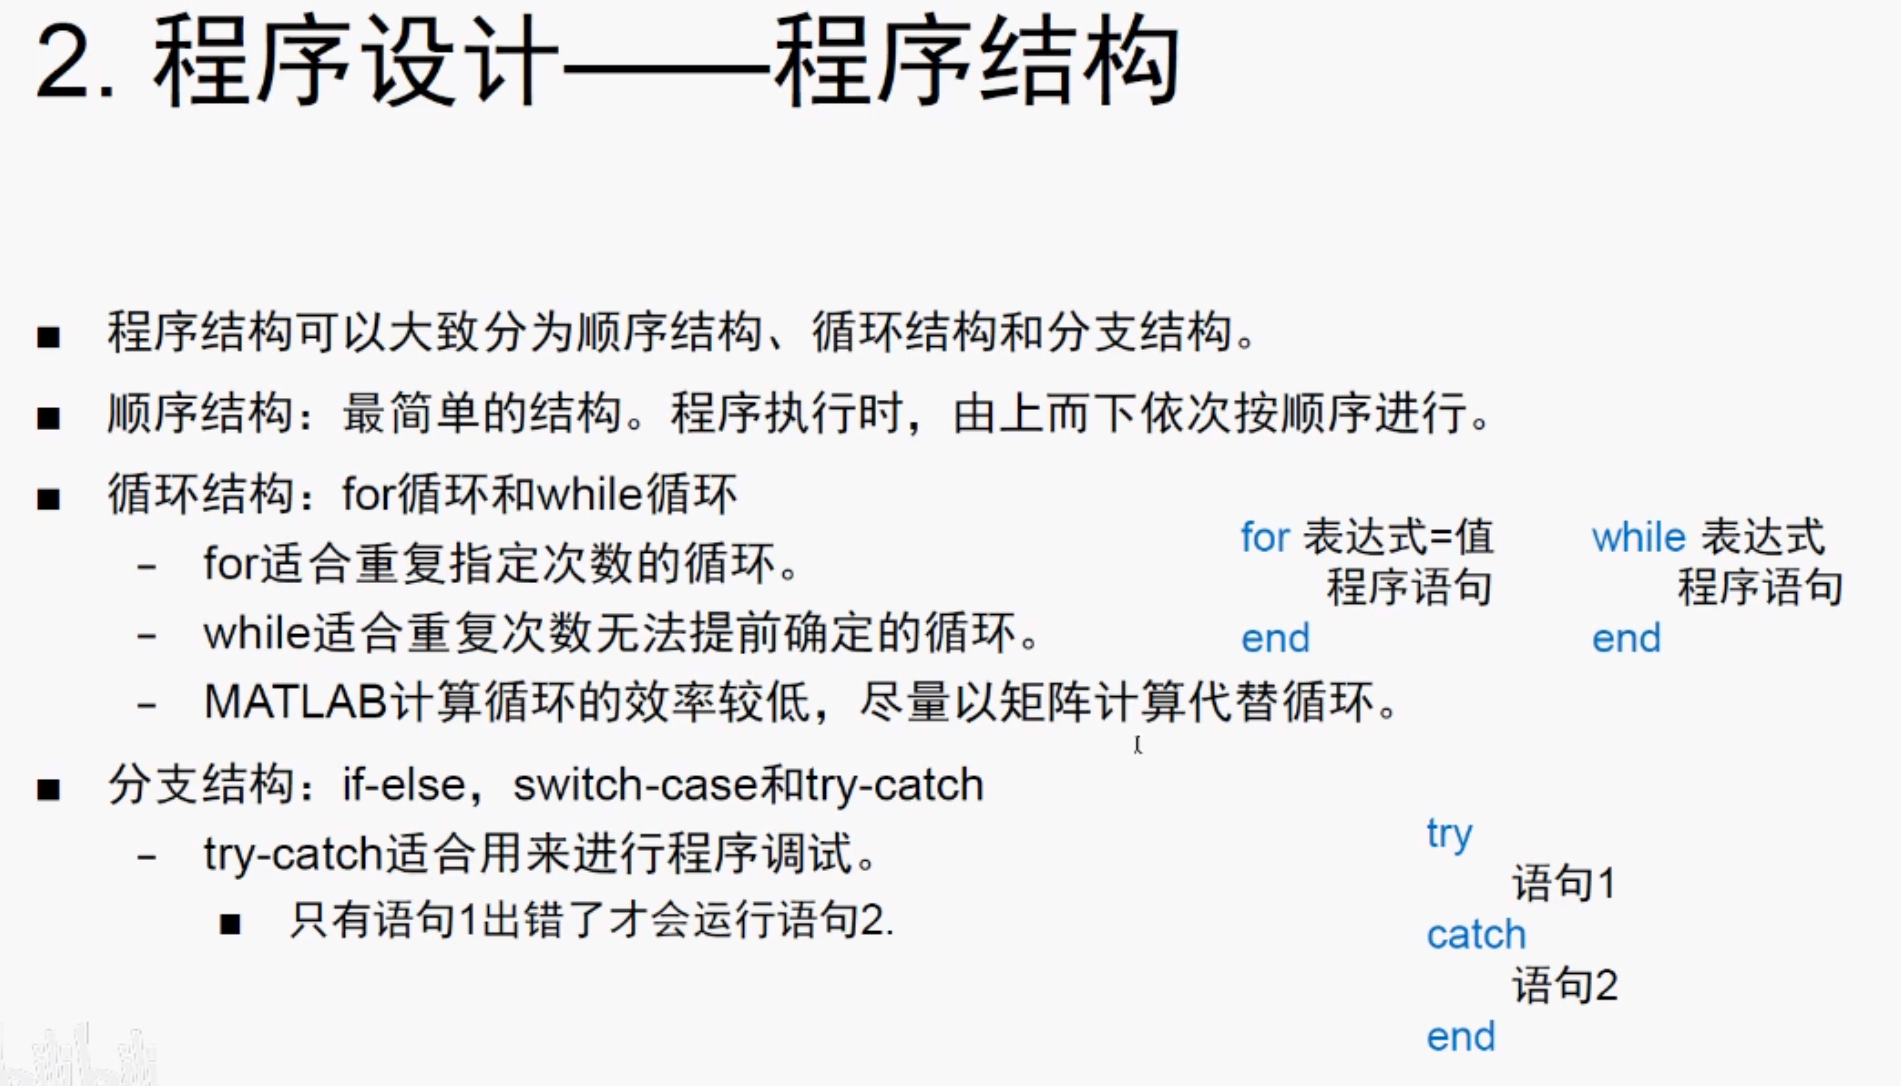 2. 程序设计——程序结构
■ 程序结构可以大致分为顺序结构、循环结构和分支结构。
■ 顺序结构：最简单的结构。程序执行时，由上而下依次按顺序进行。
■ 循环结构：for循环和while循环
– for适合重复指定次数的循环。
– while适合重复次数无法提前确定的循环。
– MATLAB计算循环的效率较低，尽量以矩阵计算代替循环。
for 表达式=值
程序语句
end
while 表达式
程序语句
end
■ 分支结构：if-else，switch-case和try-catch
– try-catch适合用来进行程序调试。
■ 只有语句1出错了才会运行语句2.
try
语句1
catch
语句2
end